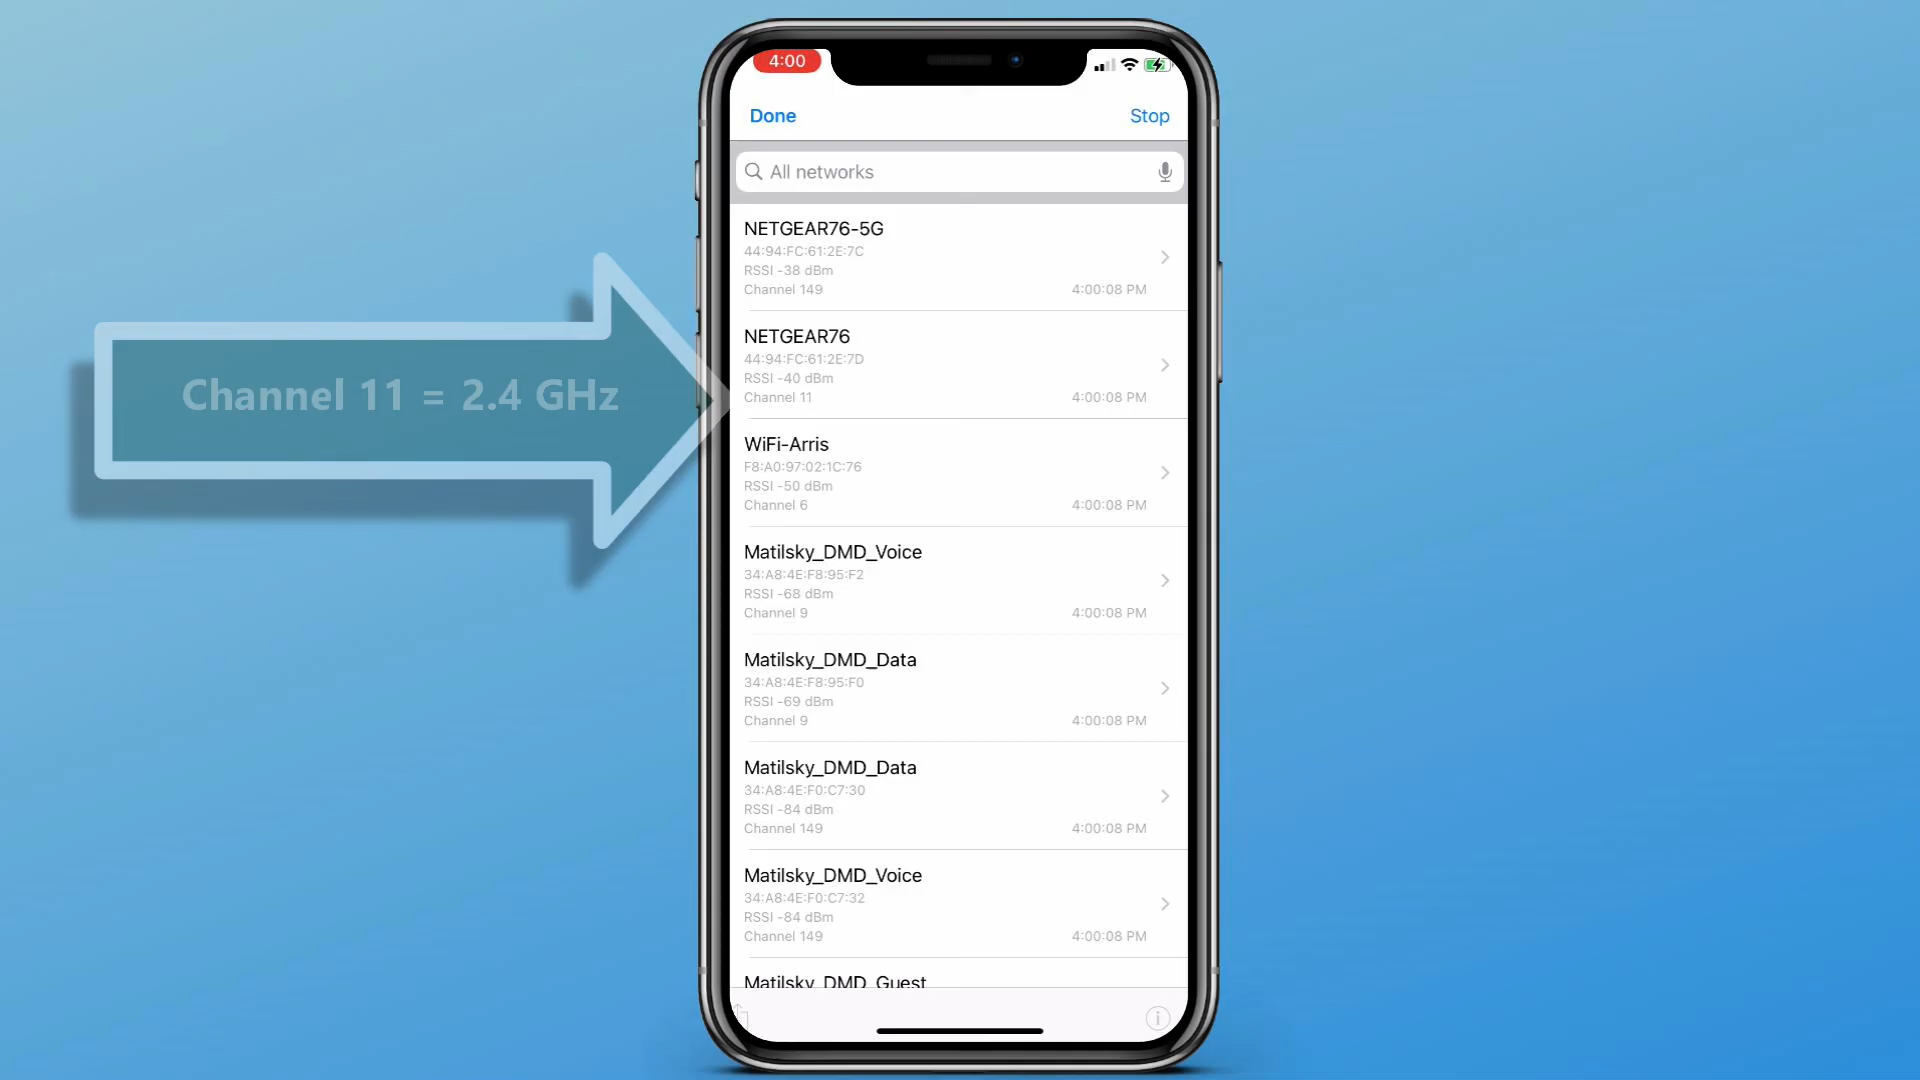 4:00
Done
Stop
All networks
NETGEAR76-5G
44:94:FC:61:2E:7C
RSSI -38 dBm
Channel 149
4:00:08 PM
Channel 11 = 2.4 GHz
NETGEAR76
44:94:FC:61:2E:7D
RSSI -40 dBm
Channel 11
4:00:08 PM
WiFi-Arris
F8:A0:97:02:1C:76
RSSI -50 dBm
Channel 6
4:00:08 PM
Matilsky_DMD_Voice
34:A8:4E:F8:95:F2
RSSI -68 dBm
Channel 9
4:00:08 PM
Matilsky_DMD_Data
34:A8:4E:F8:95:F0
RSSI -69 dBm
Channel 9
4:00:08 PM
Matilsky_DMD_Data
34:A8:4E:F0:C7:30
RSSI -84 dBm
Channel 149
4:00:08 PM
Matilsky_DMD_Voice
34:A8:4E:F0:C7:32
RSSI -84 dBm
Channel 149
4:00:08 PM
Matilsky_DMD_Guest